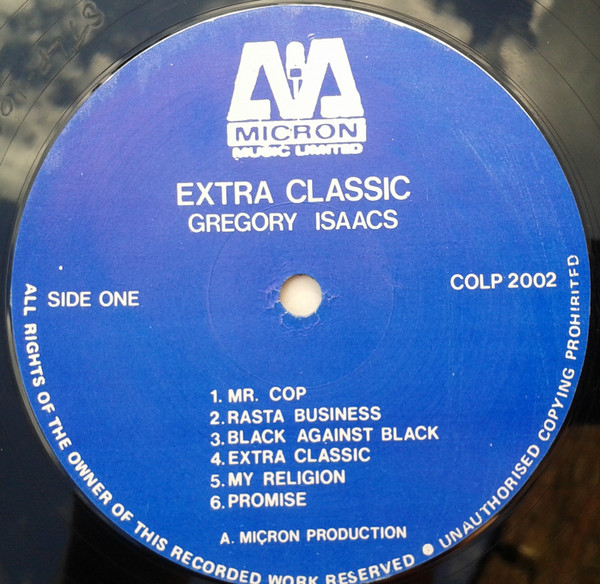 MICRON
MUSIC LIMITED
EXTRA CLASSIC
GREGORY ISAACS
SIDE ONE
COLP 2002
1. MR. COP
2. RASTA BUSINESS
3. BLACK AGAINST BLACK
4. EXTRA CLASSIC
5. MY RELIGION
6. PROMISE
A. MICRON PRODUCTION
ALL RIGHTS OF THE OWNER OF THIS RECORDED WORK RESERVED ● UNAUTHORISED COPYING PROHIBITED